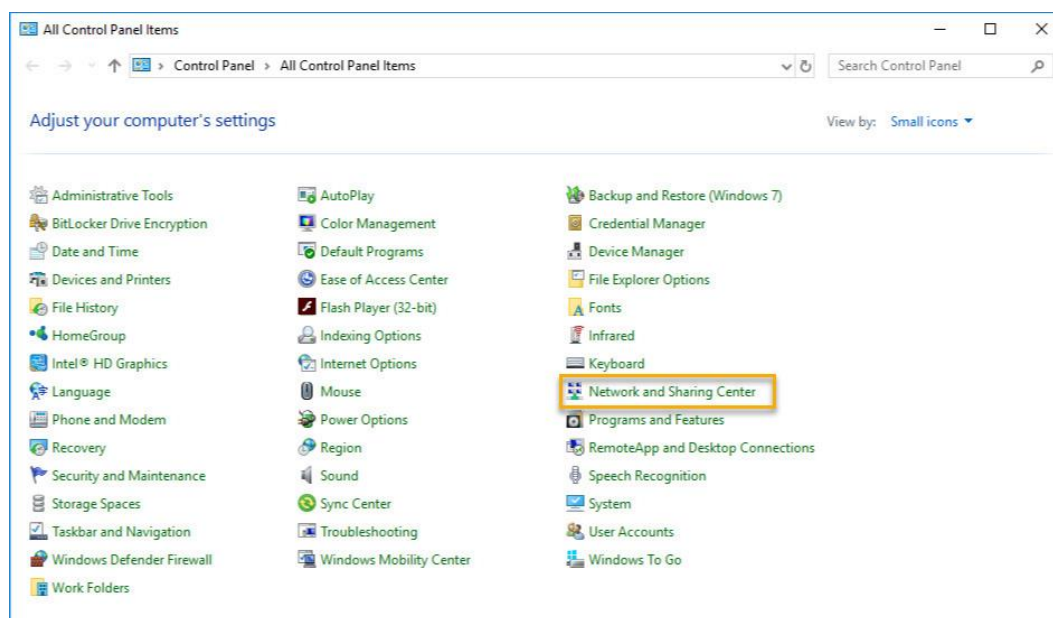 All Control Panel Items
Control Panel > All Control Panel Items
Search Control Panel
Adjust your computer's settings
View by: Small icons
Administrative Tools
AutoPlay
Backup and Restore (Windows 7)
BitLocker Drive Encryption
Color Management
Credential Manager
Date and Time
Default Programs
Device Manager
Devices and Printers
Ease of Access Center
File Explorer Options
File History
Flash Player (32-bit)
Fonts
HomeGroup
Indexing Options
Infrared
Intel® HD Graphics
Internet Options
Keyboard
Language
Mouse
Network and Sharing Center
Phone and Modem
Power Options
Programs and Features
Recovery
Region
RemoteApp and Desktop Connections
Security and Maintenance
Sound
Speech Recognition
Storage Spaces
Sync Center
System
Taskbar and Navigation
Troubleshooting
User Accounts
Windows Defender Firewall
Windows Mobility Center
Windows To Go
Work Folders